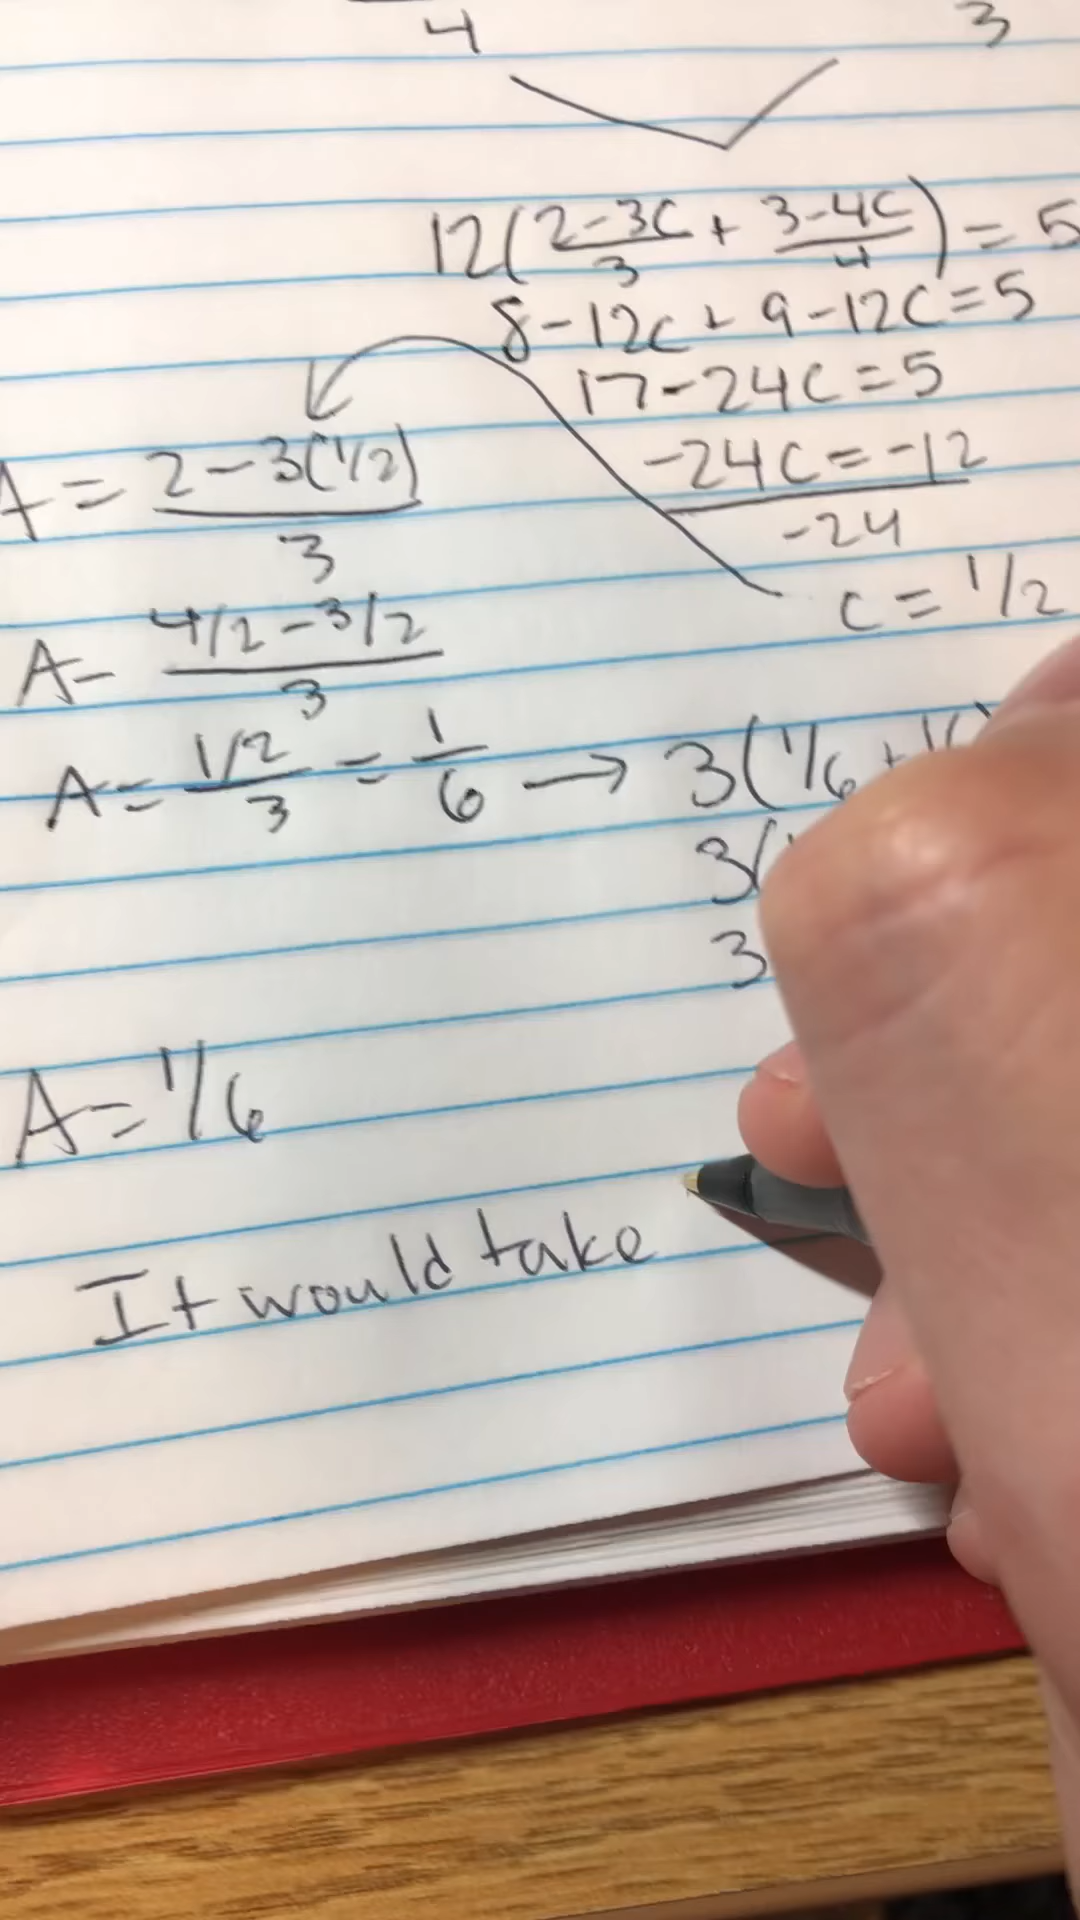 4 3
12(2-3C/3 + 3-4C/4) = 5
8-12C + 9-12C=5
17-24C=5
-24C=-12
-24
C = 1/2
A = 2-3(1/2)
3
A- 4/2-3/2
3
A= 1/2/3 = 1/6 → 3(1/6 +
3(
3
A=1/6
It would take